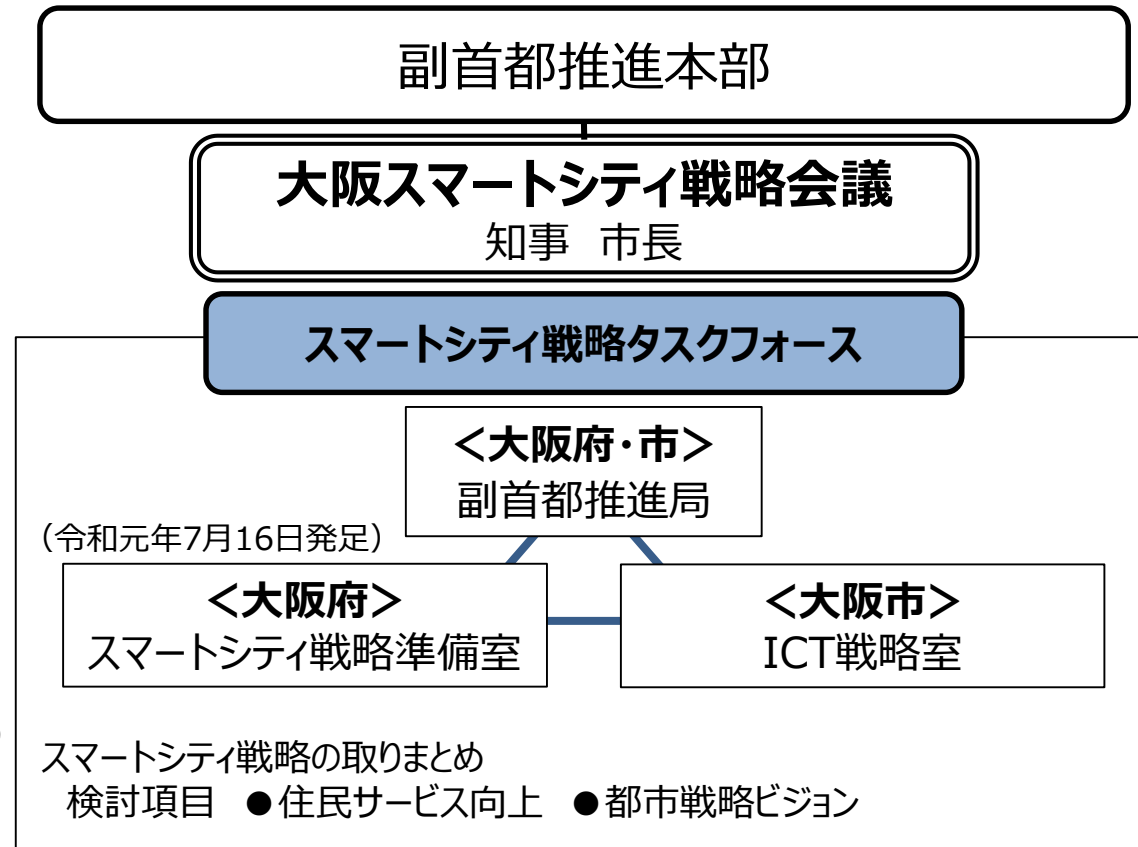 副首都推進本部
大阪スマートシティ戦略会議
知事　市長
スマートシティ戦略タスクフォース
＜大阪府・市＞
副首都推進局
（令和元年7月16日発足）
＜大阪府＞
スマートシティ戦略準備室
＜大阪市＞
ICT戦略室
スマートシティ戦略の取りまとめ
検討項目　●住民サービス向上　●都市戦略ビジョン